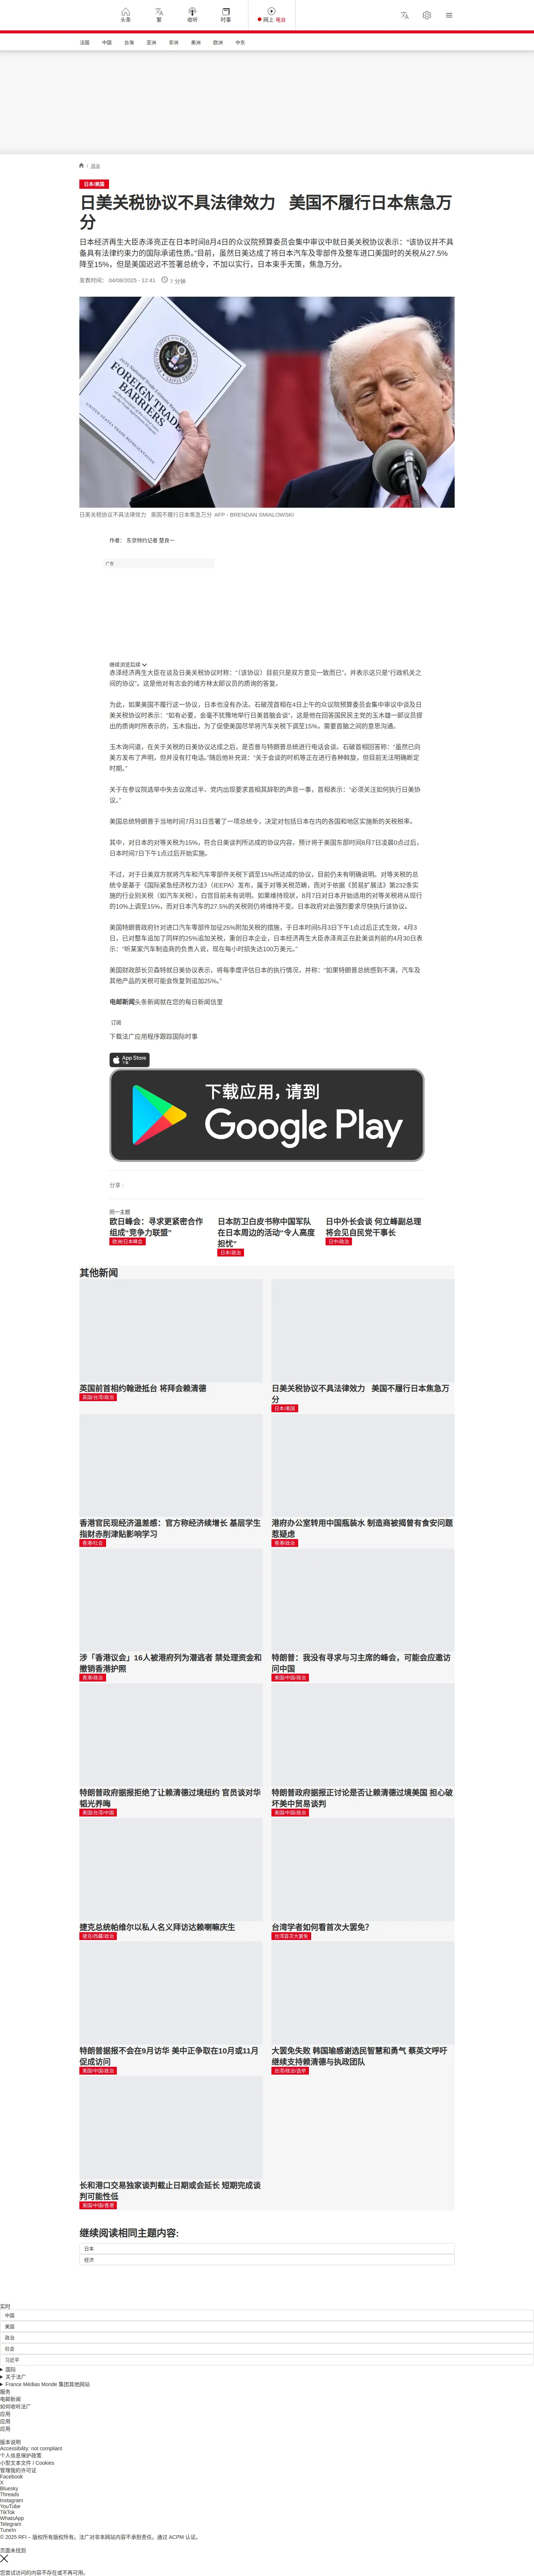 头条
繁
收听
时事
网上 电台
法国
中国
台海
亚洲
非洲
美洲
欧洲
中东
/ 政治
日本/美国
日美关税协议不具法律效力 美国不履行日本焦急万
分
日本经济再生大臣赤泽亮正在日本时间8月4日的众议院预算委员会集中审议中就日美关税协议表示：“该协议并不具
备具有法律约束力的国际承诺性质。”目前，虽然日美达成了将日本汽车及零部件及整车进口美国时的关税从27.5%
降至15%，但是美国迟迟不签署总统令，不加以实行，日本束手无策，焦急万分。
发表时间： 04/08/2025 - 12:41
7 分钟
FOREIGN TRADE
BARRIERS
日美关税协议不具法律效力 美国不履行日本焦急万分 AFP - BRENDAN SMIALOWSKI
作者： 东京特约记者 楚良一
广告
继续浏览后续
赤泽经济再生大臣在谈及日美关税协议时称：“（该协议）目前只是双方意见一致而已”，并表示这只是“行政机关之
间的协议”。这是他对有志会的绪方林太郎议员的质询的答复。
为此，如果美国不履行这一协议，日本也没有办法。石破茂首相在4日上午的众议院预算委员会集中审议中谈及日
美关税协议时表示：“如有必要，会毫不犹豫地举行日美首脑会谈”，这是他在回答国民民主党的玉木雄一郎议员提
出的质询时所表示的，玉木指出，为了促使美国尽早将汽车关税下调至15%，需要首脑之间的意思沟通。
玉木询问道，在关于关税的日美协议达成之后，是否曾与特朗普总统进行电话会谈。石破首相回答称：“虽然已向
美方发布了声明，但并没有打电话。”随后他补充说：“关于会谈的时机等正在进行各种斡旋，但目前无法明确断定
时期。”
关于在参议院选举中失去议席过半、党内出现要求首相其辞职的声音一事，首相表示：“必须关注如何执行日美协
议。”
美国总统特朗普于当地时间7月31日签署了一项总统令，决定对包括日本在内的各国和地区实施新的关税税率。
其中，对日本的对等关税为15%，符合日美谈判所达成的协议内容，预计将于美国东部时间8月7日凌晨0点过后，
日本时间7日下午1点过后开始实施。
不过，对于日美双方就将汽车和汽车零部件关税下调至15%所达成的协议，目前仍未有明确说明。对等关税的总
统令是基于《国际紧急经济权力法》（IEEPA）发布，属于对等关税范畴，而对于依据《贸易扩展法》第232条实
施的行业则关税（如汽车关税），白宫目前未有说明。如果维持现状，8月7日对日本开始适用的对等关税将从现行
的10%上调至15%，而对日本汽车的27.5%的关税则仍将维持不变。日本政府对此强烈要求尽快执行该协议。
美国特朗普政府针对进口汽车零部件加征25%附加关税的措施，于日本时间5月3日下午1点过后正式生效，4月3
日，已对整车追加了同样的25%追加关税，重创日本企业，日本经济再生大臣赤泽亮正在赴美谈判前的4月30日表
示：“听某家汽车制造商的负责人说，现在每小时损失达100万美元。”
美国财政部长贝森特就日美协议表示，将每季度评估日本的执行情况，并称：“如果特朗普总统感到不满，汽车及
其他产品的关税可能会恢复到追加25%。”
电邮新闻头条新闻就在您的每日新闻信里
订阅
下载法广应用程序跟踪国际时事
App Store
下载应用，请到
Google Play
分享 :
同一主题
欧日峰会：寻求更紧密合作
组成“竞争力联盟”
欧洲/日本峰会
日本防卫白皮书称中国军队
在日本周边的活动“令人高度
担忧”
日本/政治
日中外长会谈 何立峰副总理
将会见自民党干事长
日中/政治
其他新闻
英国前首相约翰逊抵台 将拜会赖清德
英国/台湾/政治
日美关税协议不具法律效力 美国不履行日本焦急万
分
日本/美国
香港官民现经济温差感：官方称经济续增长 基层学生
指财赤削津贴影响学习
香港/社会
港府办公室转用中国瓶装水 制造商被揭曾有食安问题
惹疑虑
香港/政治
涉「香港议会」16人被港府列为潜逃者 禁处理资金和
撤销香港护照
香港/政治
特朗普：我没有寻求与习主席的峰会，可能会应邀访
问中国
美国/中国/政治
特朗普政府据报拒绝了让赖清德过境纽约 官员谈对华
韬光养晦
美国/台湾/中国
特朗普政府据报正讨论是否让赖清德过境美国 担心破
坏美中贸易谈判
美国/中国/政治
捷克总统帕维尔以私人名义拜访达赖喇嘛庆生
捷克/西藏/政治
台湾学者如何看首次大罢免？
台湾首次大罢免
特朗普据报不会在9月访华 美中正争取在10月或11月
促成访问
美国/中国/政治
大罢免失败 韩国瑜感谢选民智慧和勇气 蔡英文呼吁
继续支持赖清德与执政团队
台湾/政治/选举
长和港口交易独家谈判截止日期或会延长 短期完成谈
判可能性低
美国/中国/香港
继续阅读相同主题内容:
日本
经济
实时
中国
美国
政治
社会
习近平
国际
关于法广
France Médias Monde 集团其他网站
服务
电邮新闻
如何收听法广
应用
应用
应用
版本说明
Accessibility: not compliant
个人信息保护政策
小型文本文件 / Cookies
管理我的许可证
Facebook
X
Bluesky
Threads
Instagram
YouTube
TikTok
WhatsApp
Telegram
TuneIn
© 2025 RFI – 版权所有版权所有。法广对非本网站内容不承担责任。通过 ACPM 认证。
页面未找到
您尝试访问的内容不存在或不再可用。